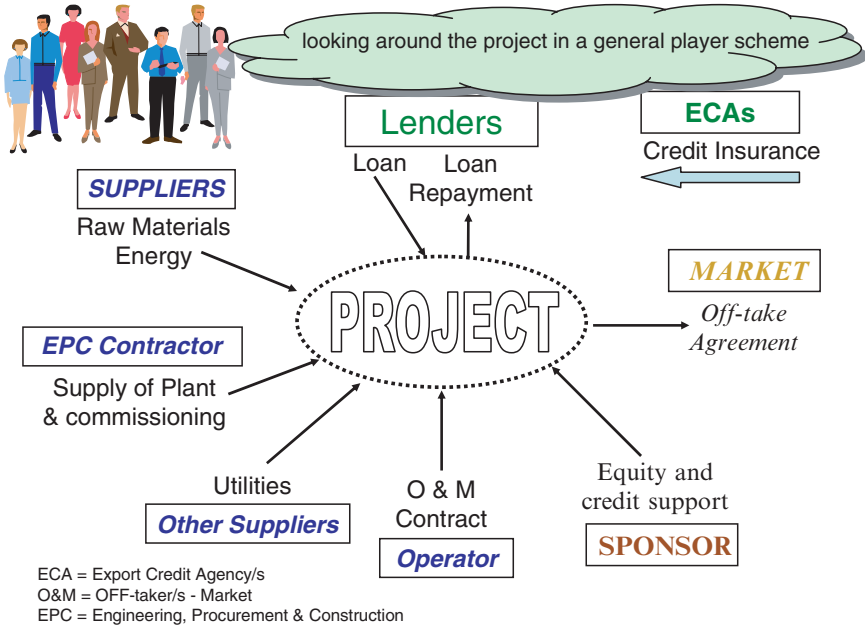 looking around the project in a general player scheme
Lenders
ECAs
Loan
Loan
Repayment
Credit Insurance
SUPPLIERS
Raw Materials
Energy
MARKET
Off-take
Agreement
PROJECT
EPC Contractor
Supply of Plant
& commissioning
Utilities
Other Suppliers
O & M
Contract
Operator
Equity and
credit support
SPONSOR
ECA = Export Credit Agency/s
O&M = OFF-taker/s - Market
EPC = Engineering, Procurement & Construction